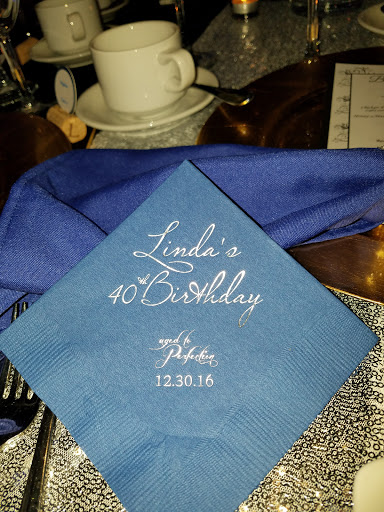 Linda's
40th Birthday
aged to
Perfection
12.30.16